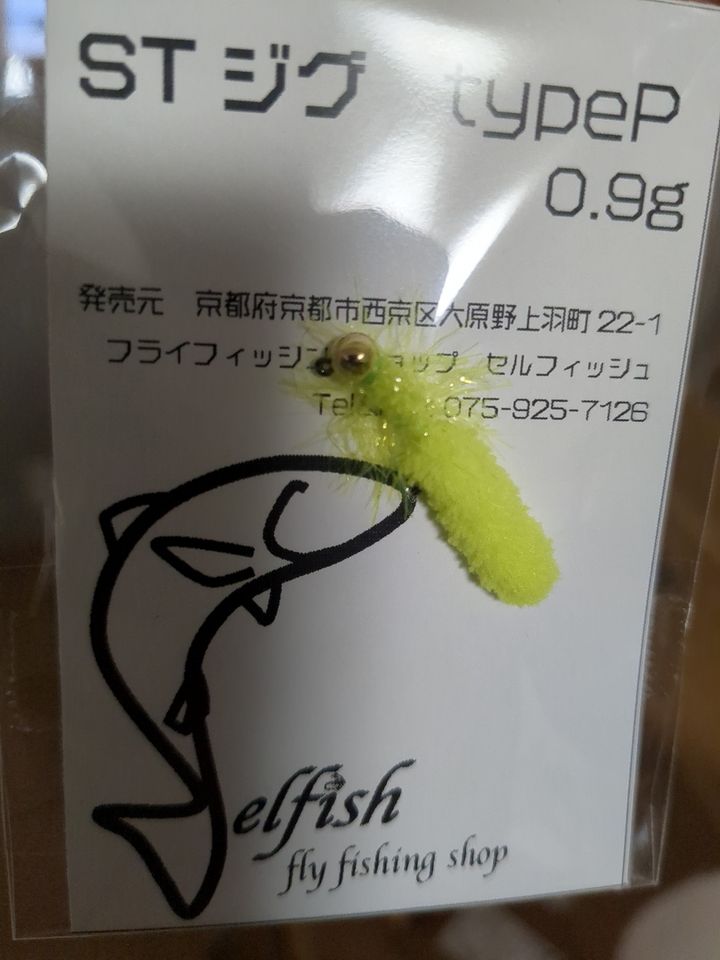 STジグ typeP
0.9g
発売元 京都府京都市西京区大原野上羽町22-1
フライフィッシン ョップ セルフィッシュ
Tel 075-925-7126
elfish
fly fishing shop